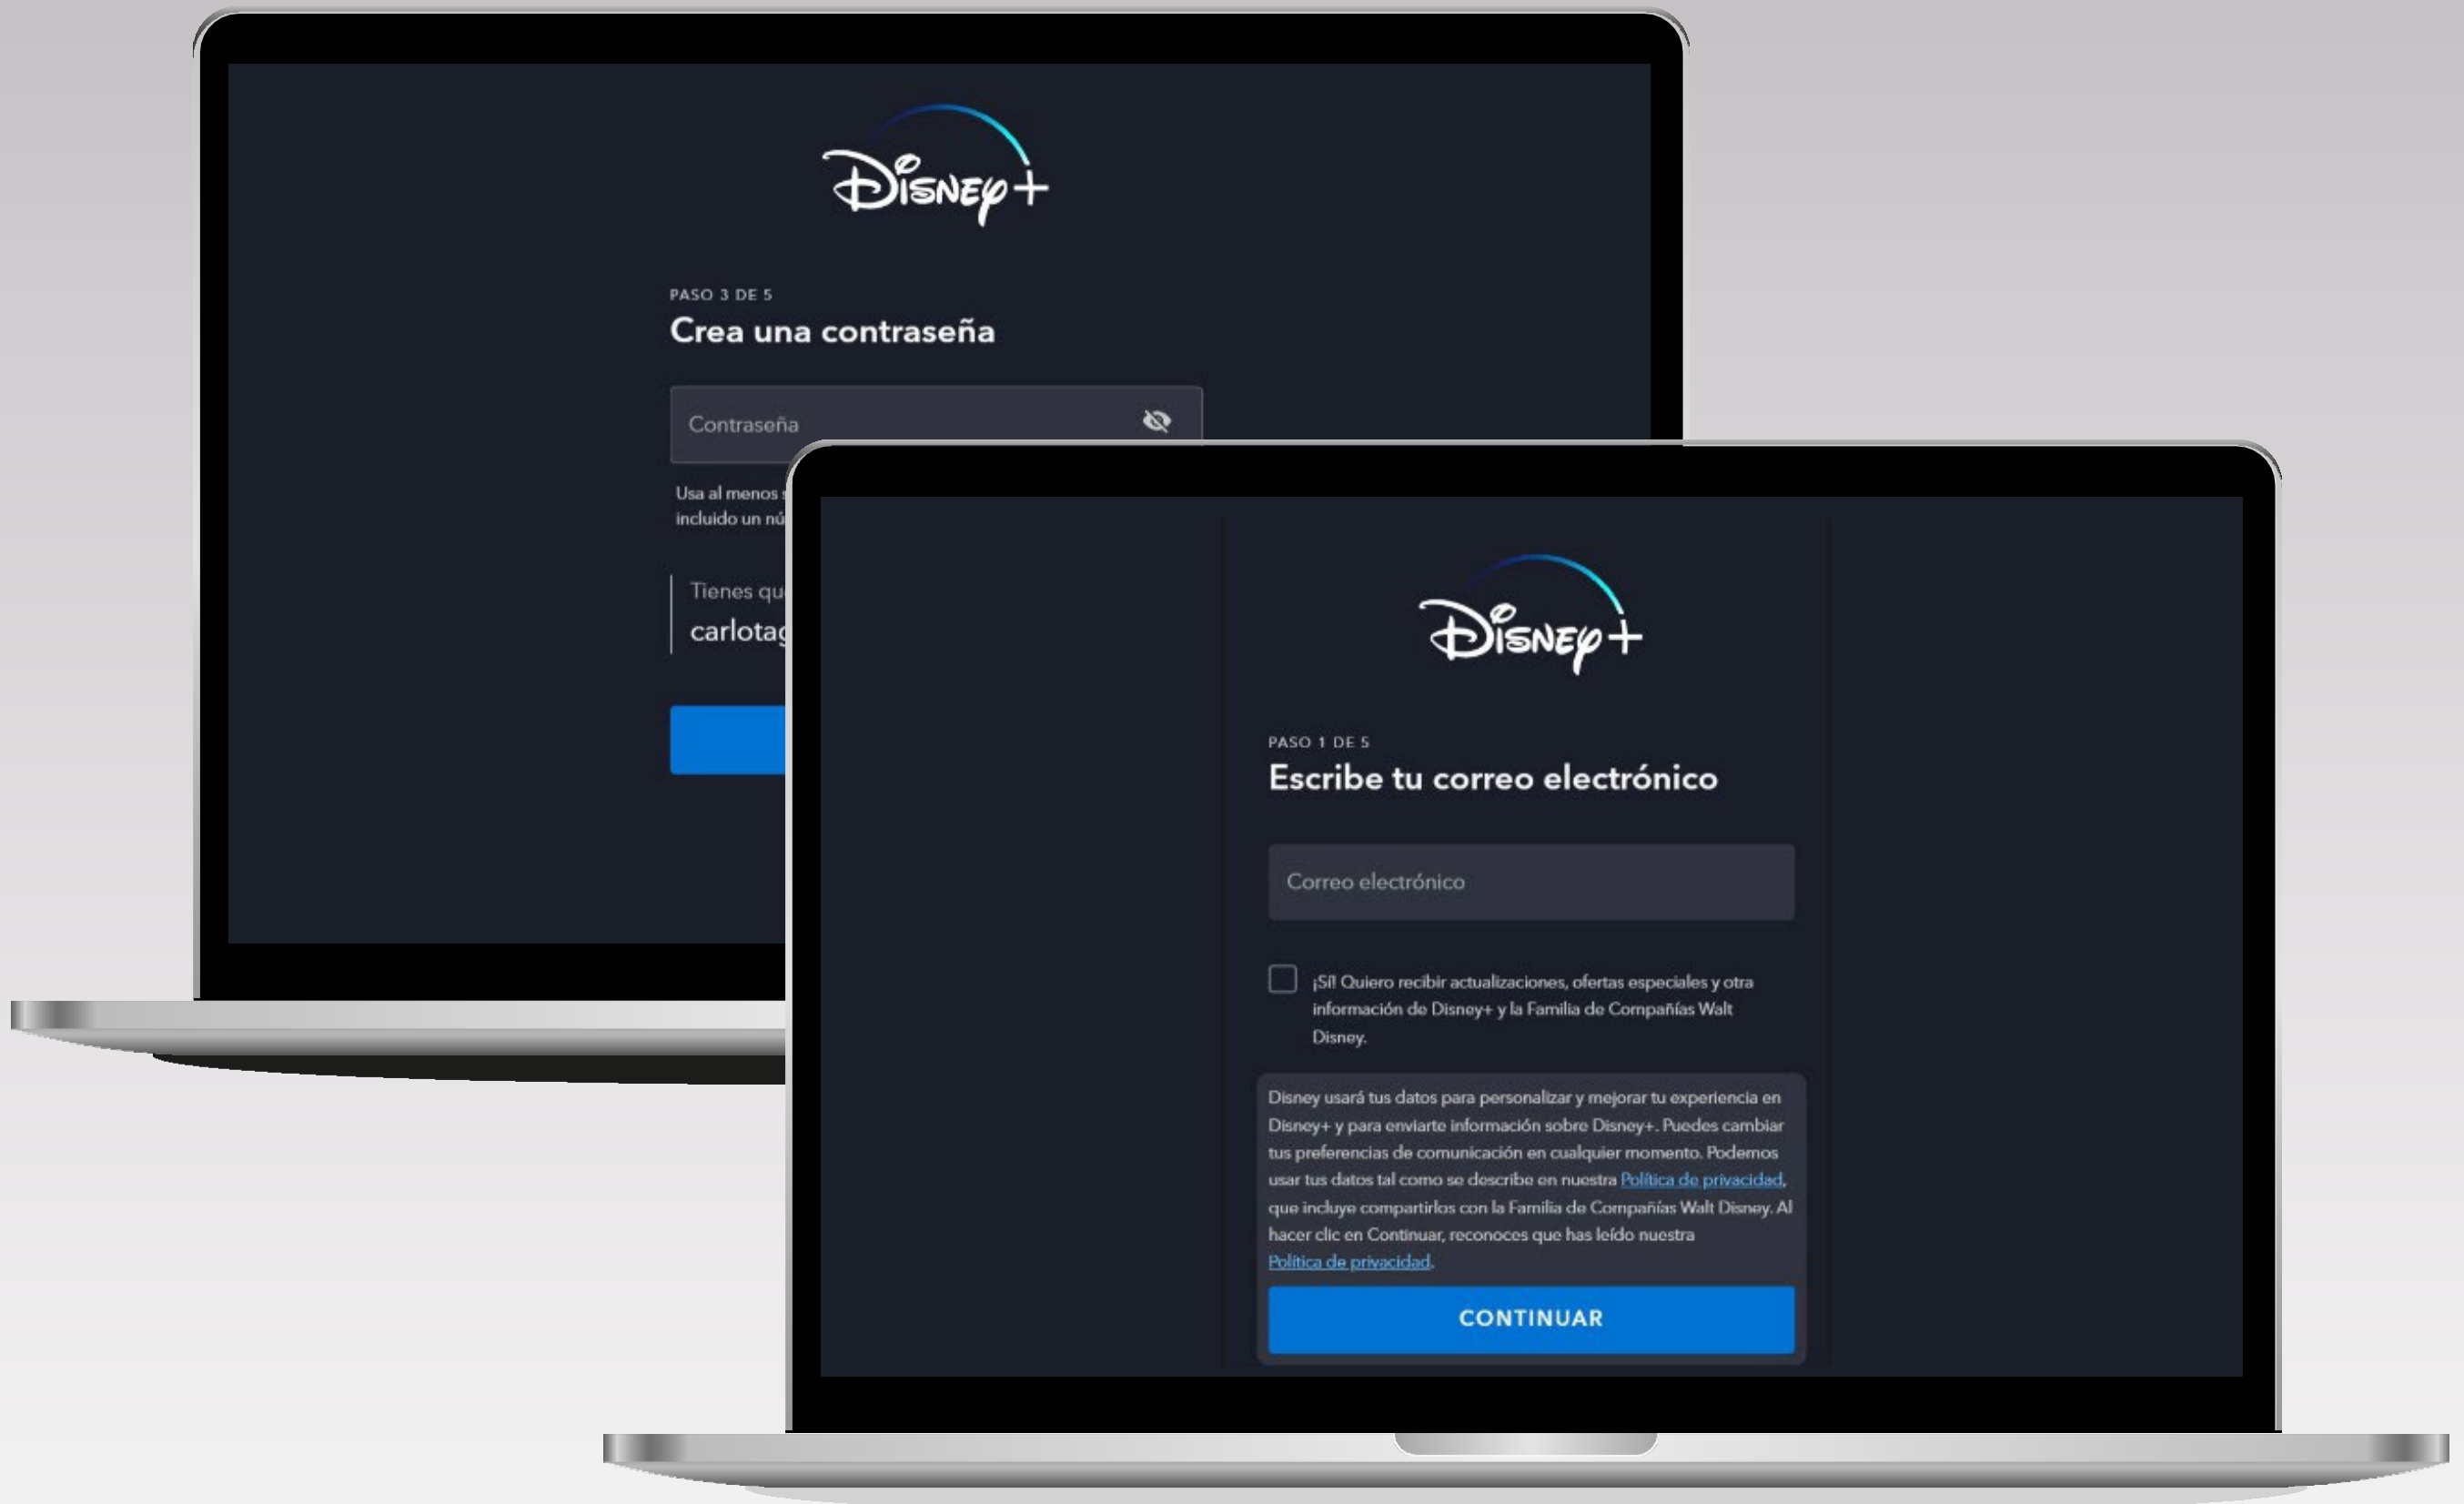 Disney+
PASO 3 DE 5
Crea una contraseña
Contraseña
Usa al menos
incluido un
Tienes
Disney+
PASO 1 DE 5
Escribe tu correo electrónico
Correo electrónico
¡Sí! Quiero recibir actualizaciones, ofertas especiales y otra
información de Disney+ y la Familia de Compañías Walt
Disney.
Disney usará tus datos para personalizar y mejorar tu experiencia en
Disney+ y para enviarte información sobre Disney+. Puedes cambiar
tus preferencias de comunicación en cualquier momento. Podemos
usar tus datos tal como se describe en nuestra Política de privacidad,
que incluye compartirlos con la Familia de Compañías Walt Disney. Al
hacer clic en Continuar, reconoces que has leído nuestra
Política de privacidad.
CONTINUAR